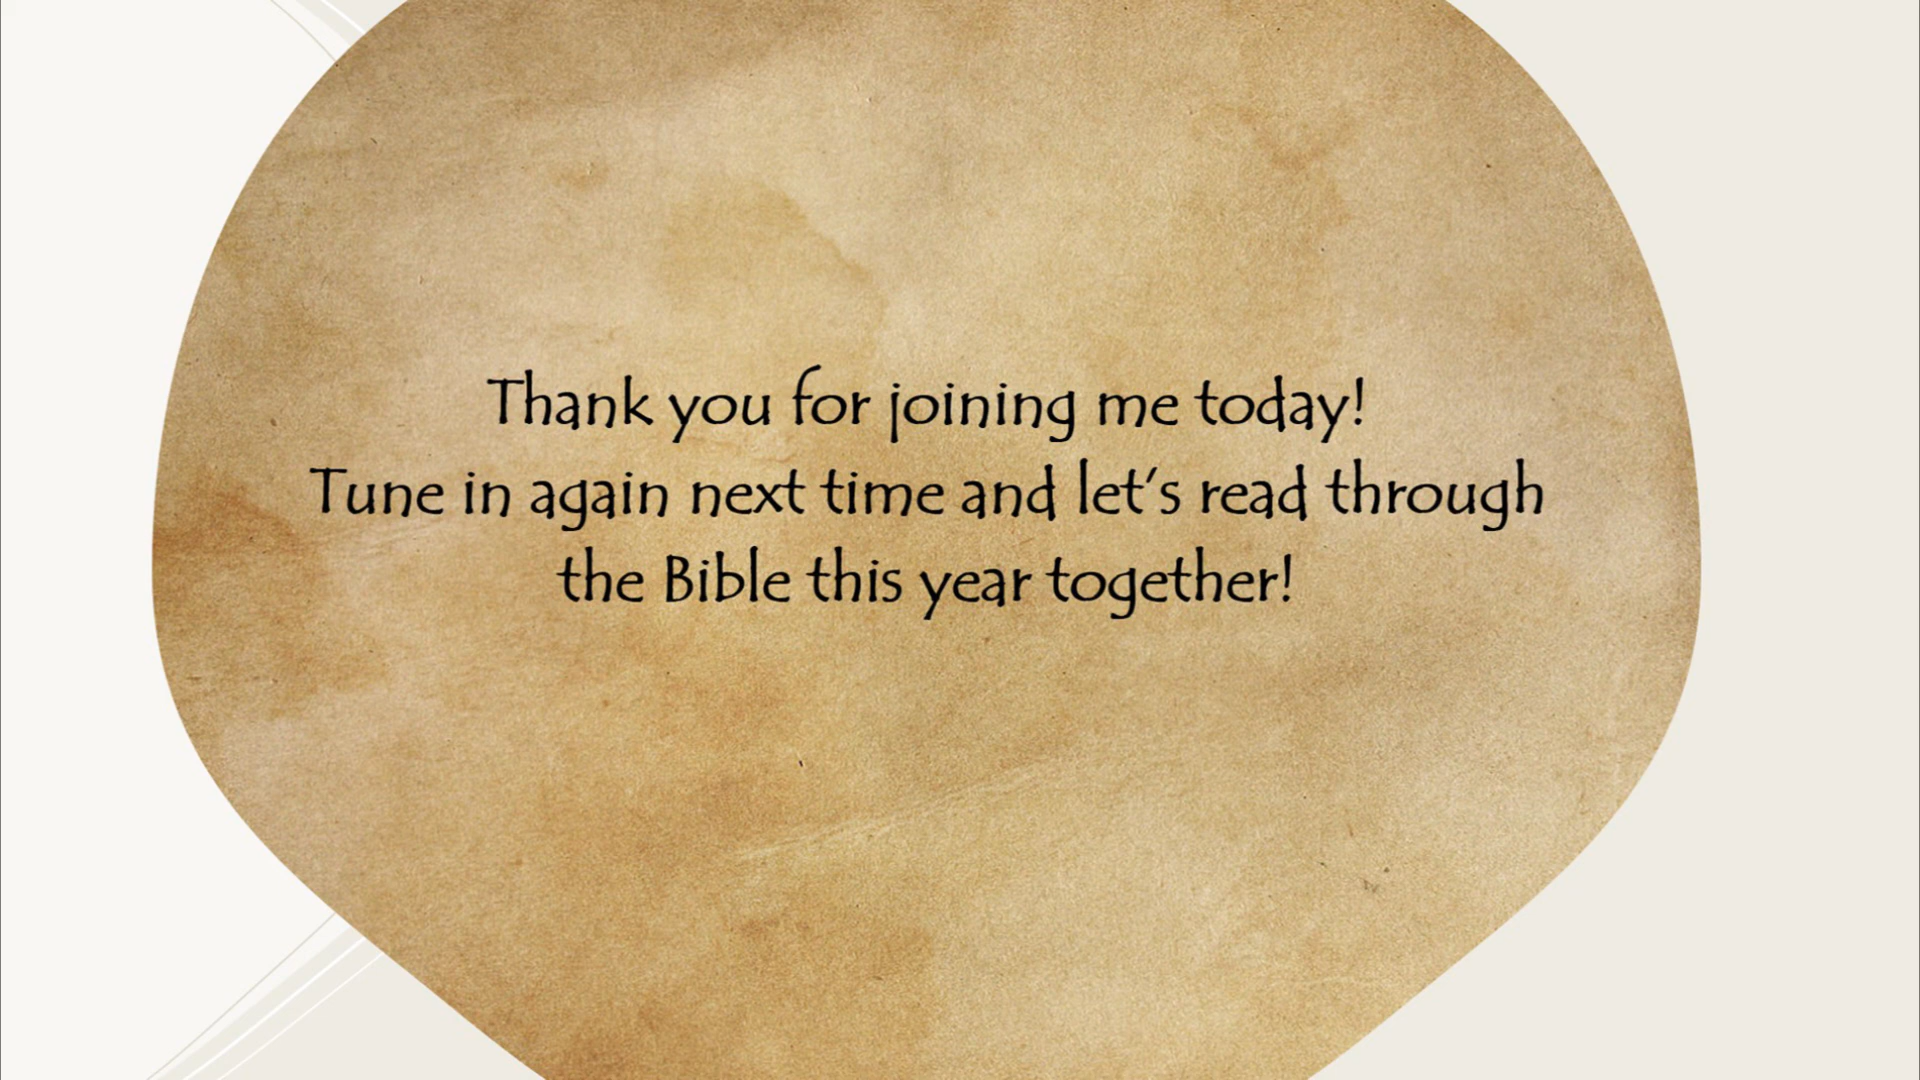 Thank you for joining me today!
Tune in again next time and let's read through
the Bible this year together!